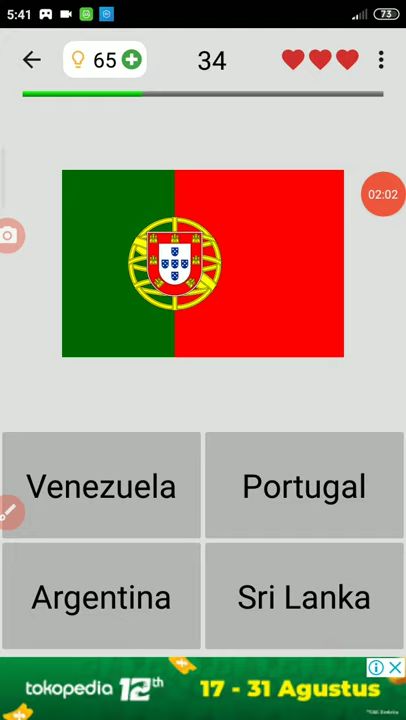 5:41
73
65
34
02:02
Venezuela
Portugal
Argentina
Sri Lanka
tokopedia 12th
17 - 31 Agustus